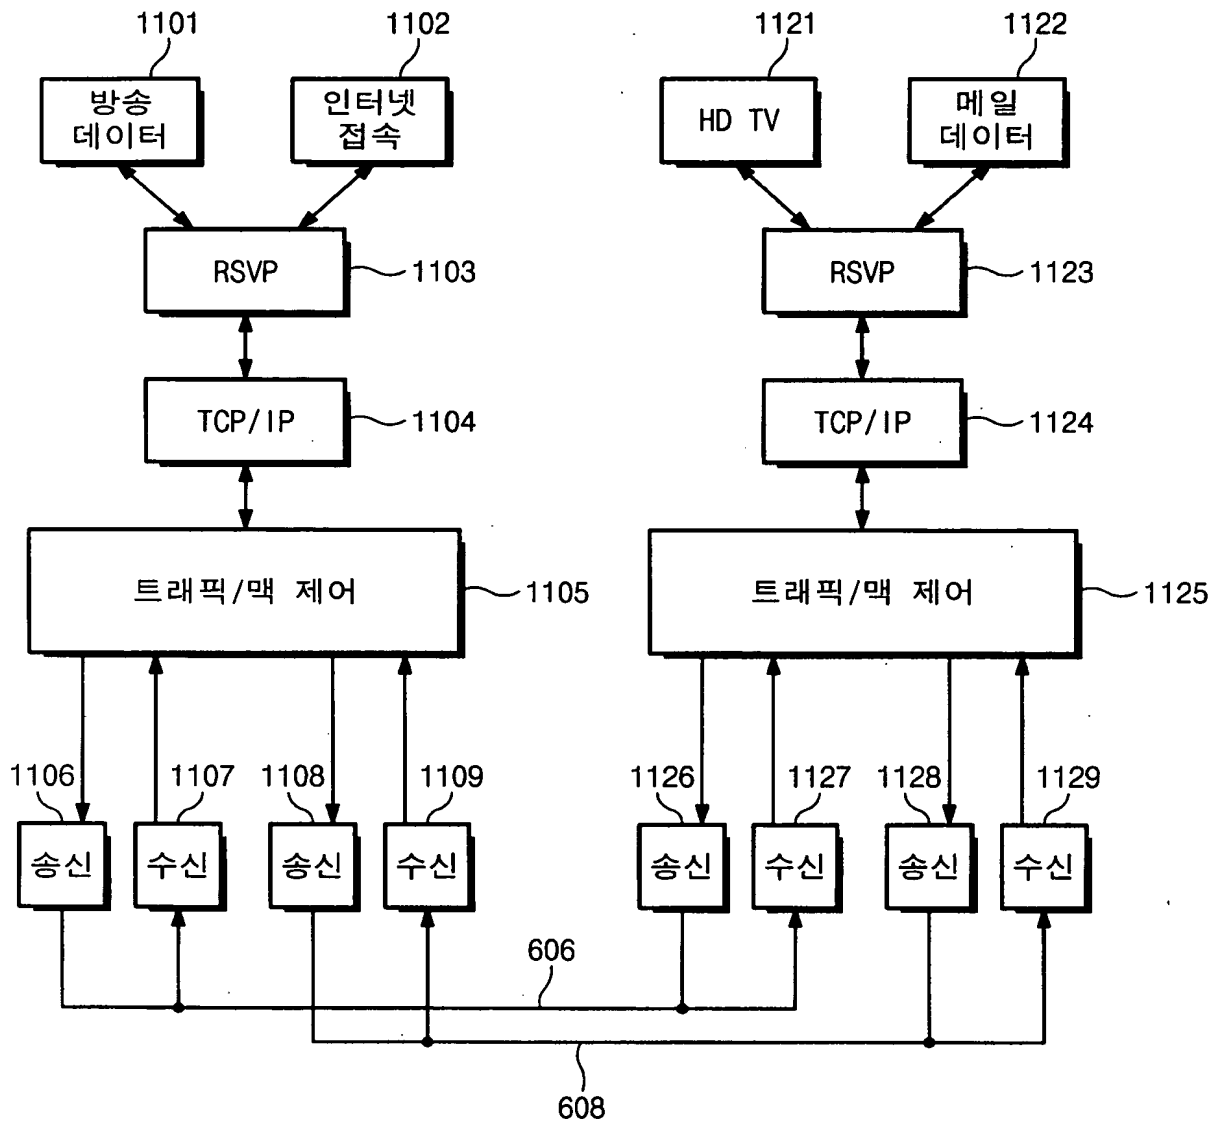 1101
1102
1121
1122
방송
데이터
인터넷
접속
HD TV
메일
데이터
RSVP
1103
RSVP
1123
TCP/IP
1104
TCP/IP
1124
트래픽/맥 제어
1105
트래픽/맥 제어
1125
1106
1107
1108
1109
1126
1127
1128
1129
송신
수신
송신
수신
송신
수신
송신
수신
606
608